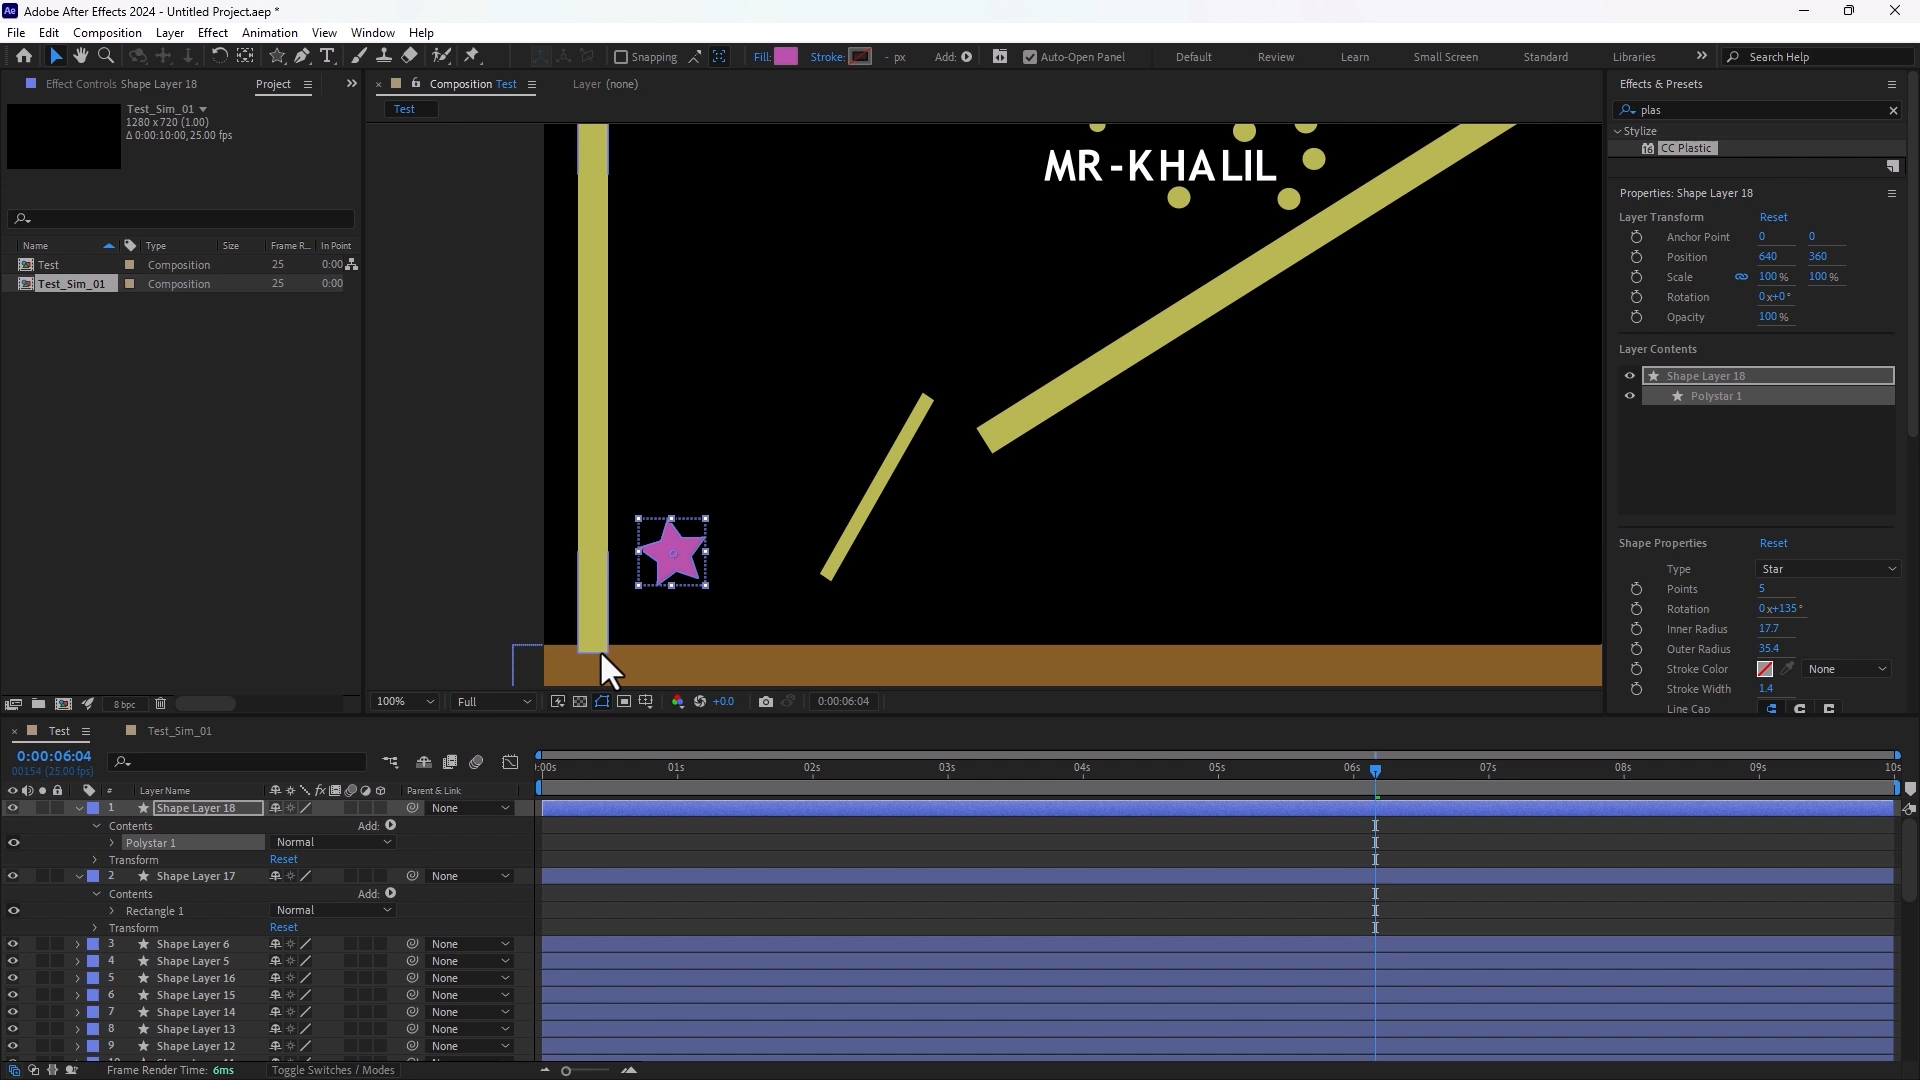 Adobe After Effects 2024 - Untitled Project.aep *
File Edit Composition Layer Effect Animation View Window Help
Snapping Fill: Stroke: - px Add: Auto-Open Panel Default Review Learn Small Screen Standard Libraries Search Help
Effect Controls Shape Layer 18 Project
Test_Sim_01
1280 x 720 (1.00)
Δ 0:00:10:00, 25.00 fps
Name Type Size Frame R... In Point
Test Composition 25 0:00
Test_Sim_01 Composition 25 0:00
8 bpc
Composition Test Layer (none)
Test
MR-KHALIL
100% Full +0.0 0:00:06:04
Effects & Presets
plas
Stylize
16 CC Plastic
Properties: Shape Layer 18
Layer Transform Reset
Anchor Point 0 0
Position 640 360
Scale 100 % 100 %
Rotation 0x+0°
Opacity 100 %
Layer Contents
Shape Layer 18
Polystar 1
Shape Properties Reset
Type Star
Points 5
Rotation 0x+135°
Inner Radius 17.7
Outer Radius 35.4
Stroke Color None
Stroke Width 1.4
Line Cap
Test Test_Sim_01
0:00:06:04
00154 (25.00 fps)
:00s 01s 02s 03s 04s 05s 06s 07s 08s 09s 10s
# Layer Name fx Parent & Link
1 Shape Layer 18 None
Contents Add:
Polystar 1 Normal
Transform Reset
2 Shape Layer 17 None
Contents Add:
Rectangle 1 Normal
Transform Reset
3 Shape Layer 6 None
4 Shape Layer 5 None
5 Shape Layer 16 None
6 Shape Layer 15 None
7 Shape Layer 14 None
8 Shape Layer 13 None
9 Shape Layer 12 None
Frame Render Time: 6ms Toggle Switches / Modes